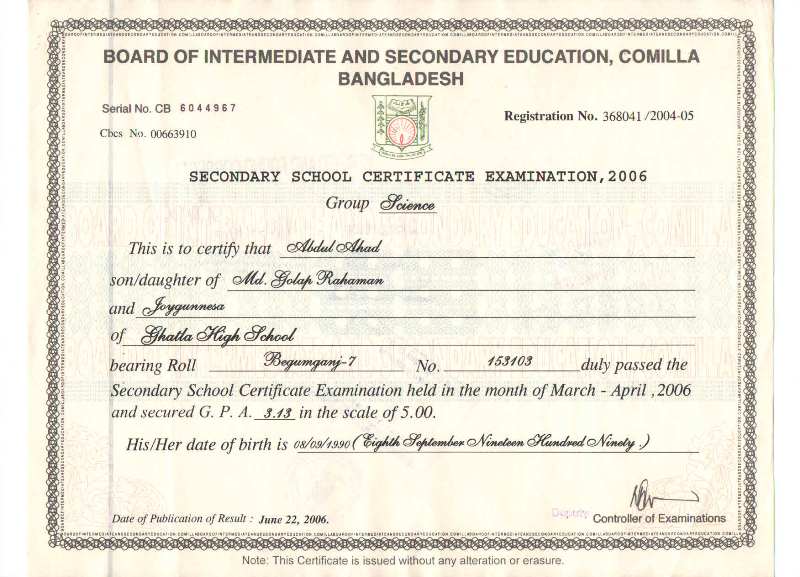 BOARD OF INTERMEDIATE AND SECONDARY EDUCATION, COMILLA
BANGLADESH
Serial No. CB 6044967
Registration No. 368041/2004-05
Cbcs No. 00663910
SECONDARY SCHOOL CERTIFICATE EXAMINATION,2006
Group Science
This is to certify that Abdul Ahad
son/daughter of Md. Golap Rahaman
and Joygunnesa
of Ghatla High School
bearing Roll Begumganj-7 No. 153103 duly passed the
Secondary School Certificate Examination held in the month of March - April ,2006
and secured G. P. A. 3.13 in the scale of 5.00.
His/Her date of birth is 08/09/1990 (Eighth September Nineteen Hundred Ninety.)
Date of Publication of Result : June 22, 2006.
Deputy Controller of Examinations
Note: This Certificate is issued without any alteration or erasure.